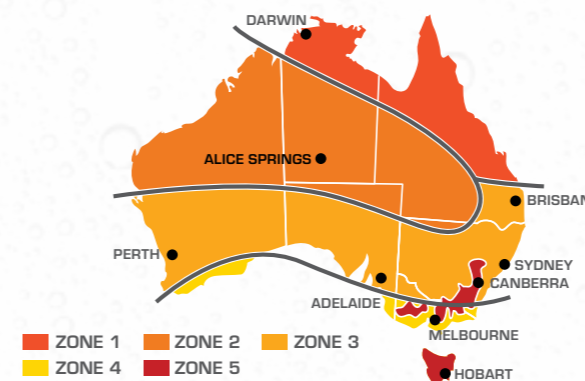 DARWIN
ALICE SPRINGS
BRISBAN
PERTH
SYDNEY
CANBERRA
ADELAIDE
MELBOURNE
ZONE 1 ZONE 2 ZONE 3
ZONE 4 ZONE 5
HOBART